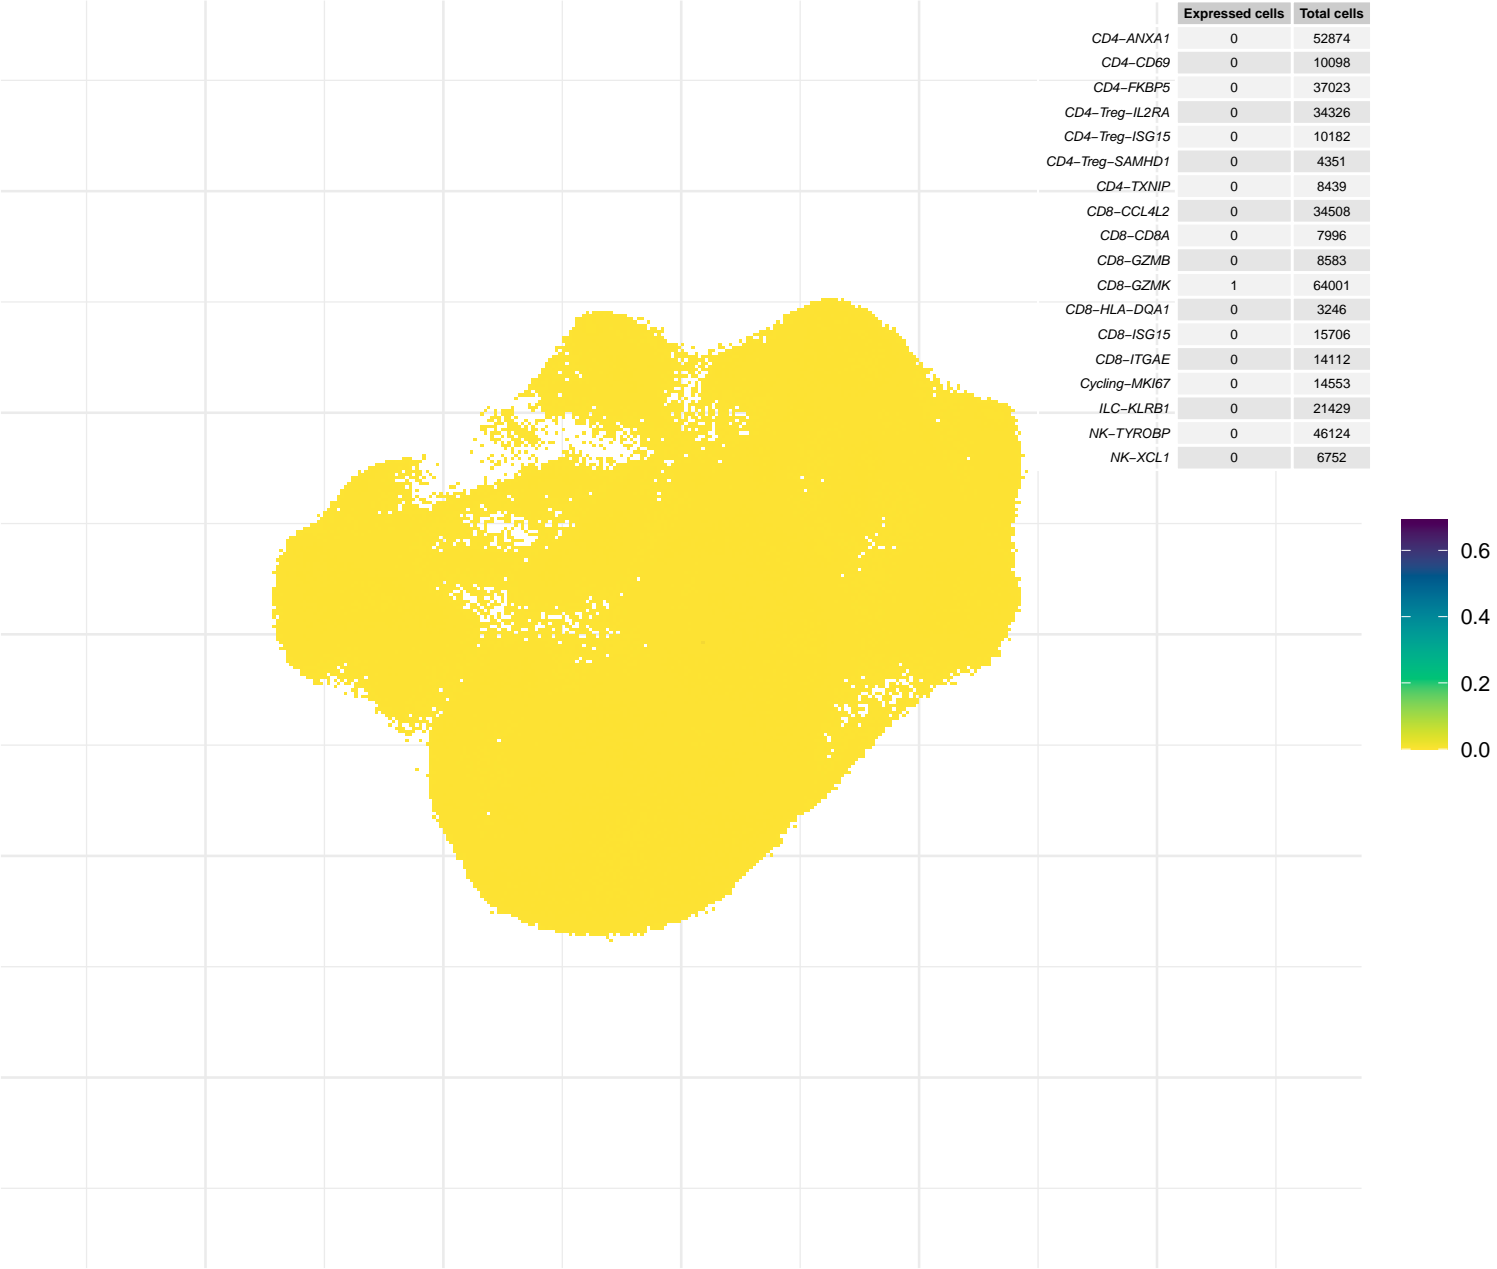 Expressed cells Total cells
CD4−ANXA1 0 52874
CD4−CD69 0 10098
CD4−FKBP5 0 37023
CD4−Treg−IL2RA 0 34326
CD4−Treg−ISG15 0 10182
CD4−Treg−SAMHD1 0 4351
CD4−TXNIP 0 8439
CD8−CCL4L2 0 34508
CD8−CD8A 0 7996
CD8−GZMB 0 8583
CD8−GZMK 1 64001
CD8−HLA−DQA1 0 3246
CD8−ISG15 0 15706
CD8−ITGAE 0 14112
Cycling−MKI67 0 14553
ILC−KLRB1 0 21429
NK−TYROBP 0 46124
NK−XCL1 0 6752
0.6
0.4
0.2
0.0